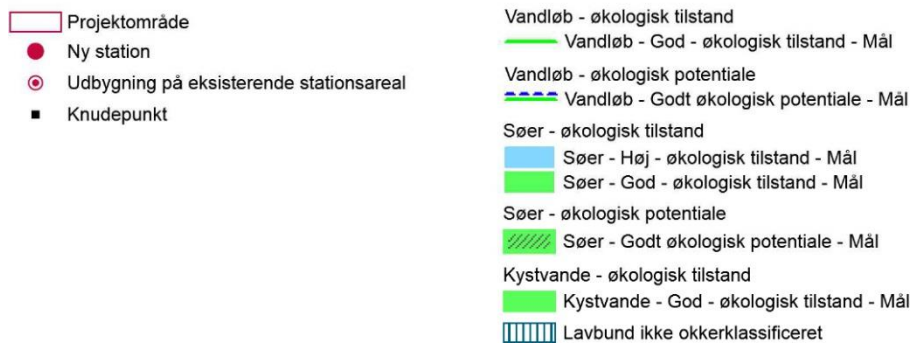 Projektområde
Ny station
Udbygning på eksisterende stationsareal
Knudepunkt
Vandløb - økologisk tilstand
Vandløb - God - økologisk tilstand - Mål
Vandløb - økologisk potentiale
Vandløb - Godt økologisk potentiale - Mål
Søer - økologisk tilstand
Søer - Høj - økologisk tilstand - Mål
Søer - God - økologisk tilstand - Mål
Søer - økologisk potentiale
Søer - Godt økologisk potentiale - Mål
Kystvande - økologisk tilstand
Kystvande - God - økologisk tilstand - Mål
Lavbund ikke okkerklassificeret